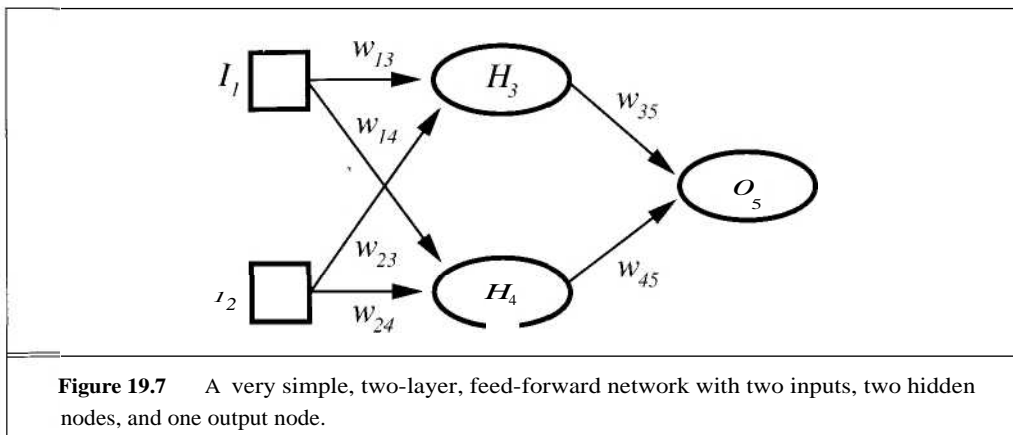 w13
I1
H3
w35
w14
O5
w23
w45
I2
H4
w24
Figure 19.7 A very simple, two-layer, feed-forward network with two inputs, two hidden
nodes, and one output node.